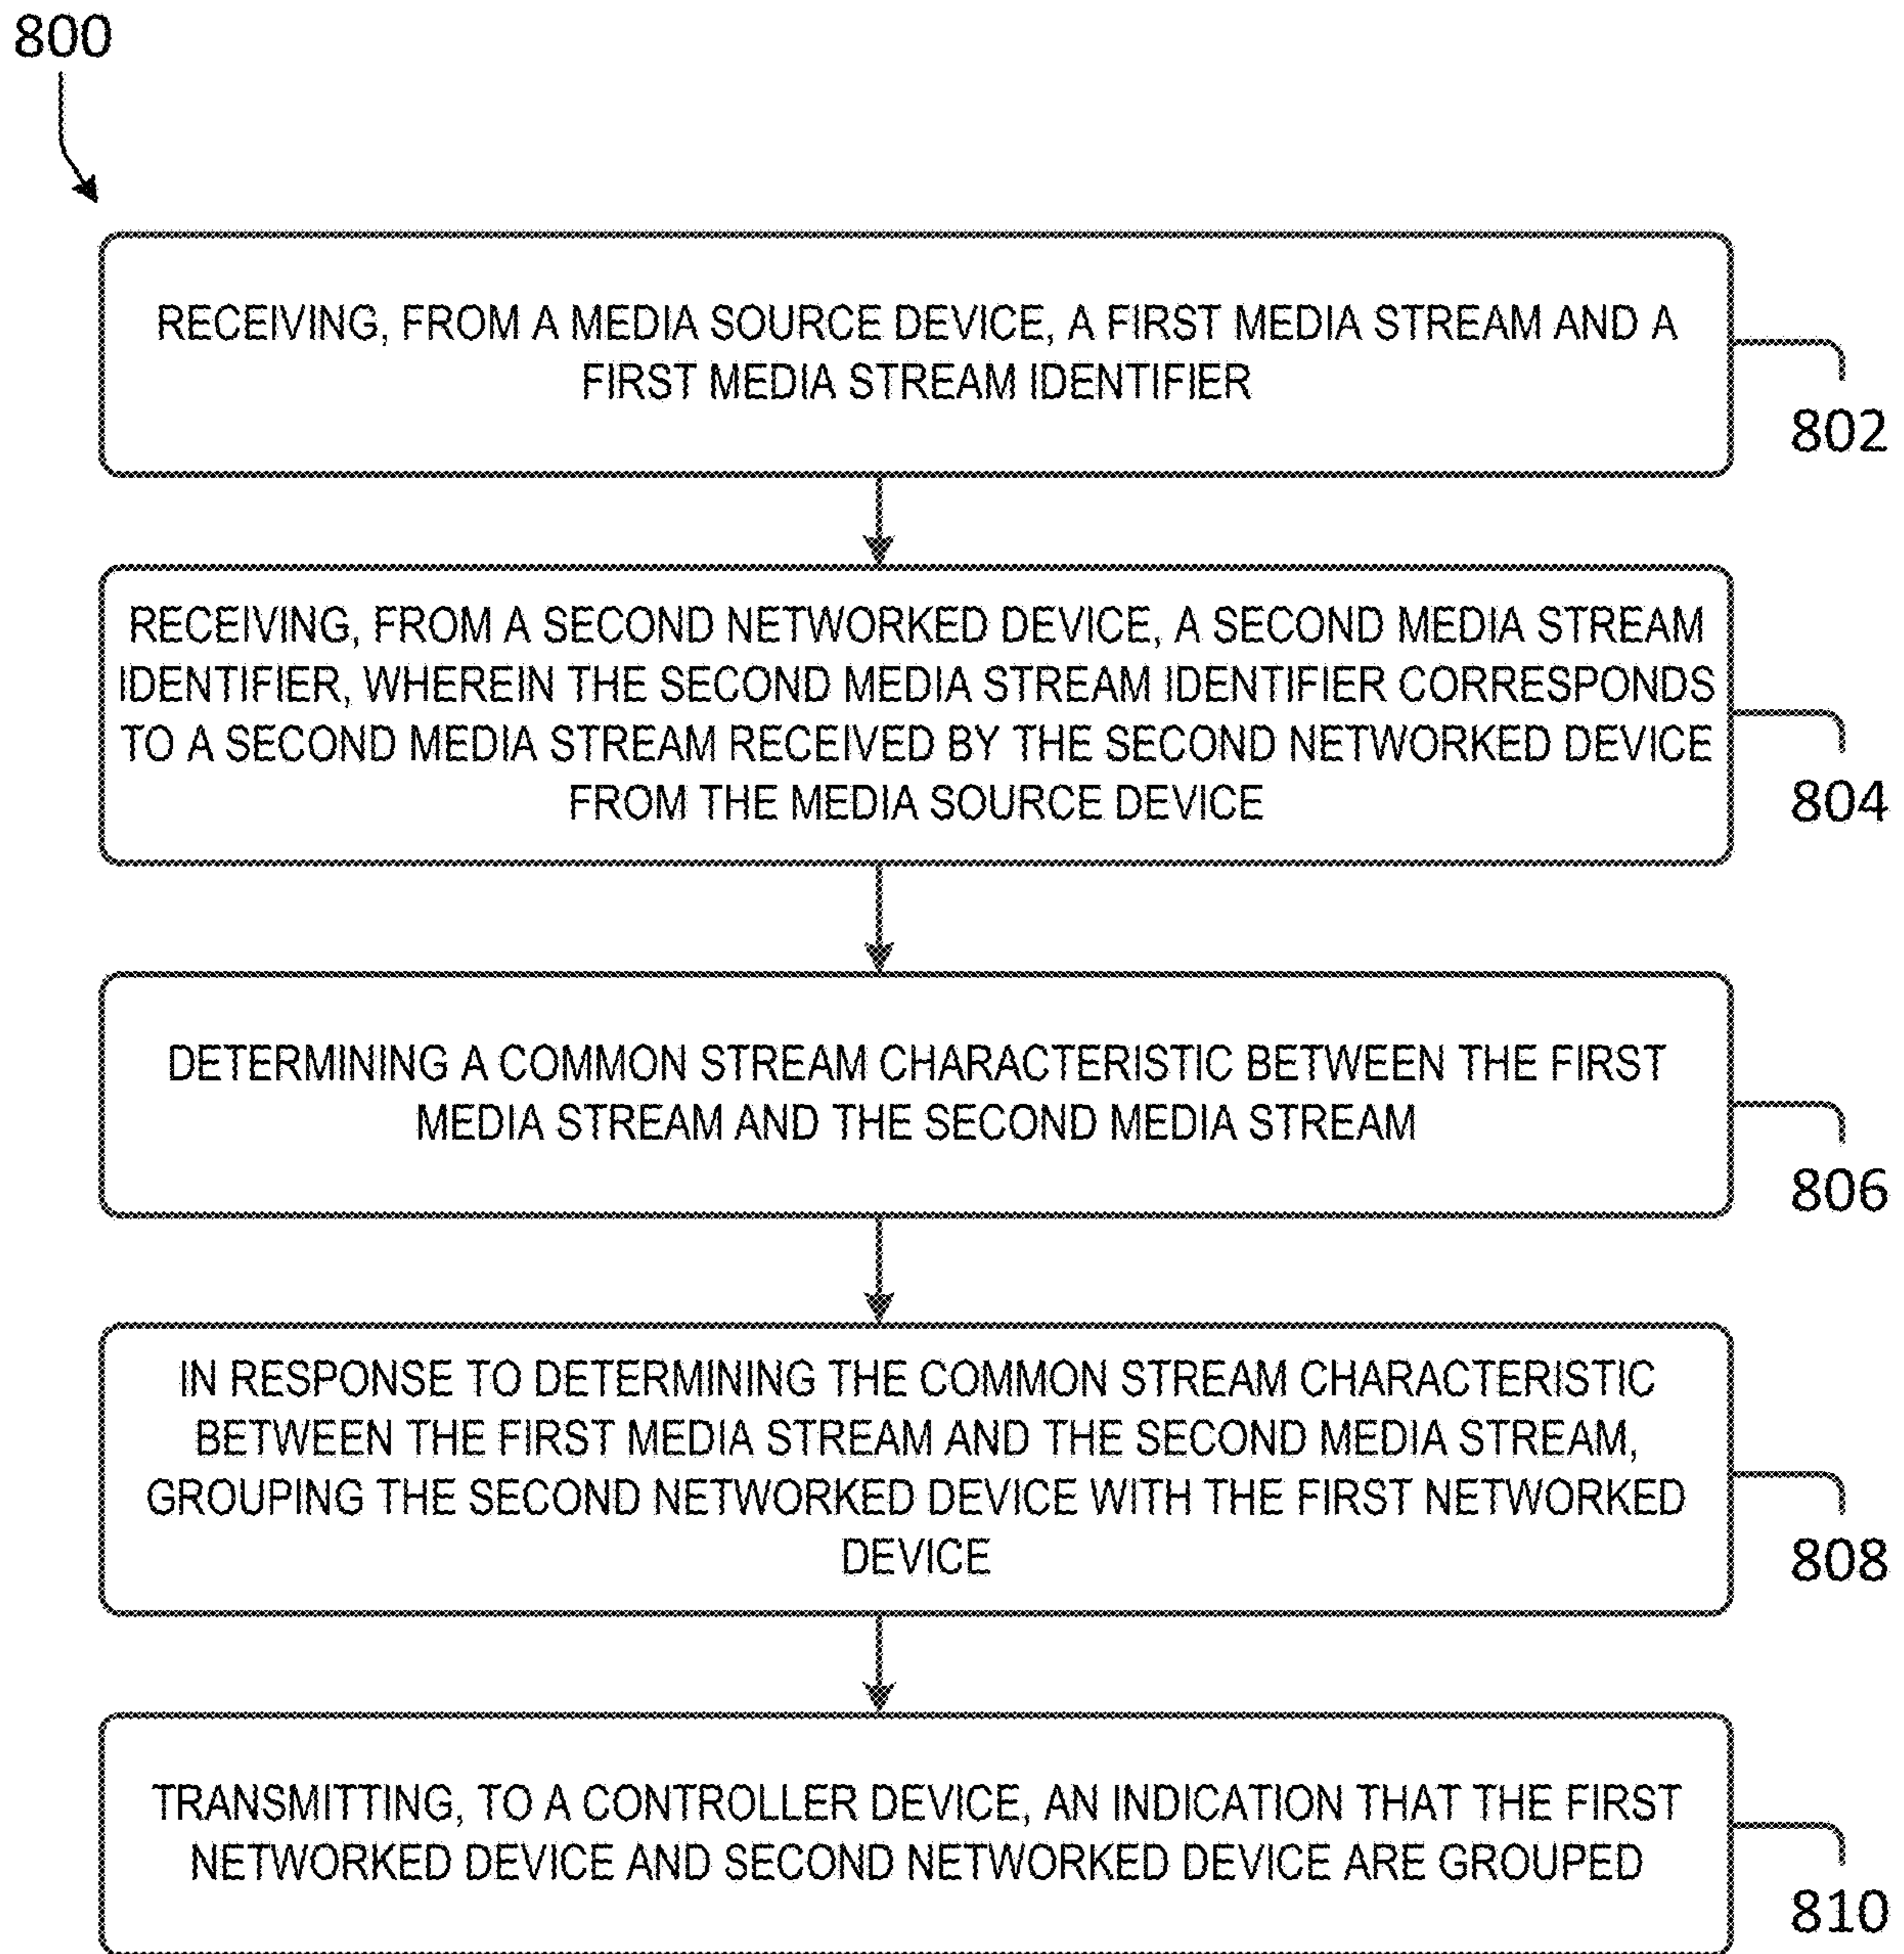 800
RECEIVING, FROM A MEDIA SOURCE DEVICE, A FIRST MEDIA STREAM AND A
FIRST MEDIA STREAM IDENTIFIER
802
RECEIVING, FROM A SECOND NETWORKED DEVICE, A SECOND MEDIA STREAM
IDENTIFIER, WHEREIN THE SECOND MEDIA STREAM IDENTIFIER CORRESPONDS
TO A SECOND MEDIA STREAM RECEIVED BY THE SECOND NETWORKED DEVICE
FROM THE MEDIA SOURCE DEVICE
804
DETERMINING A COMMON STREAM CHARACTERISTIC BETWEEN THE FIRST
MEDIA STREAM AND THE SECOND MEDIA STREAM
806
IN RESPONSE TO DETERMINING THE COMMON STREAM CHARACTERISTIC
BETWEEN THE FIRST MEDIA STREAM AND THE SECOND MEDIA STREAM,
GROUPING THE SECOND NETWORKED DEVICE WITH THE FIRST NETWORKED
DEVICE
808
TRANSMITTING, TO A CONTROLLER DEVICE, AN INDICATION THAT THE FIRST
NETWORKED DEVICE AND SECOND NETWORKED DEVICE ARE GROUPED
810